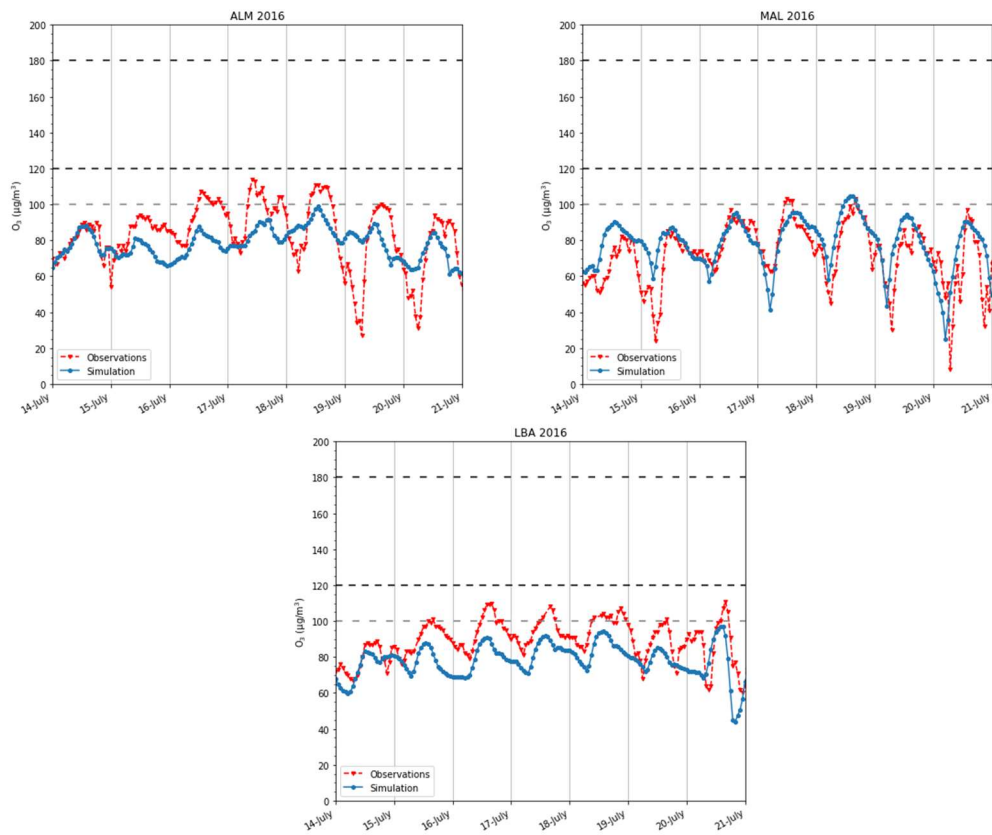 ALM 2016
O₃ (µg/m³)
200
180
160
140
120
100
80
60
40
20
0
Observations
Simulation
14-July
15-July
16-July
17-July
18-July
19-July
20-July
21-July
MAL 2016
O₃ (µg/m³)
200
180
160
140
120
100
80
60
40
20
0
Observations
Simulation
14-July
15-July
16-July
17-July
18-July
19-July
20-July
21-July
LBA 2016
O₃ (µg/m³)
200
180
160
140
120
100
80
60
40
20
0
Observations
Simulation
14-July
15-July
16-July
17-July
18-July
19-July
20-July
21-July